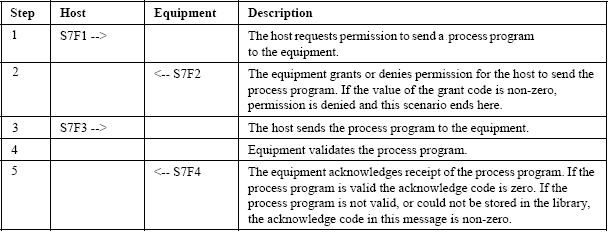 Step Host Equipment Description
1 S7F1 --> The host requests permission to send a process program
to the equipment.
2 <-- S7F2 The equipment grants or denies permission for the host to send the
process program. If the value of the grant code is non-zero,
permission is denied and this scenario ends here.
3 S7F3 --> The host sends the process program to the equipment.
4 Equipment validates the process program.
5 <-- S7F4 The equipment acknowledges receipt of the process program. If the
process program is valid the acknowledge code is zero. If the
process program is not valid, or could not be stored in the library,
the acknowledge code in this message is non-zero.